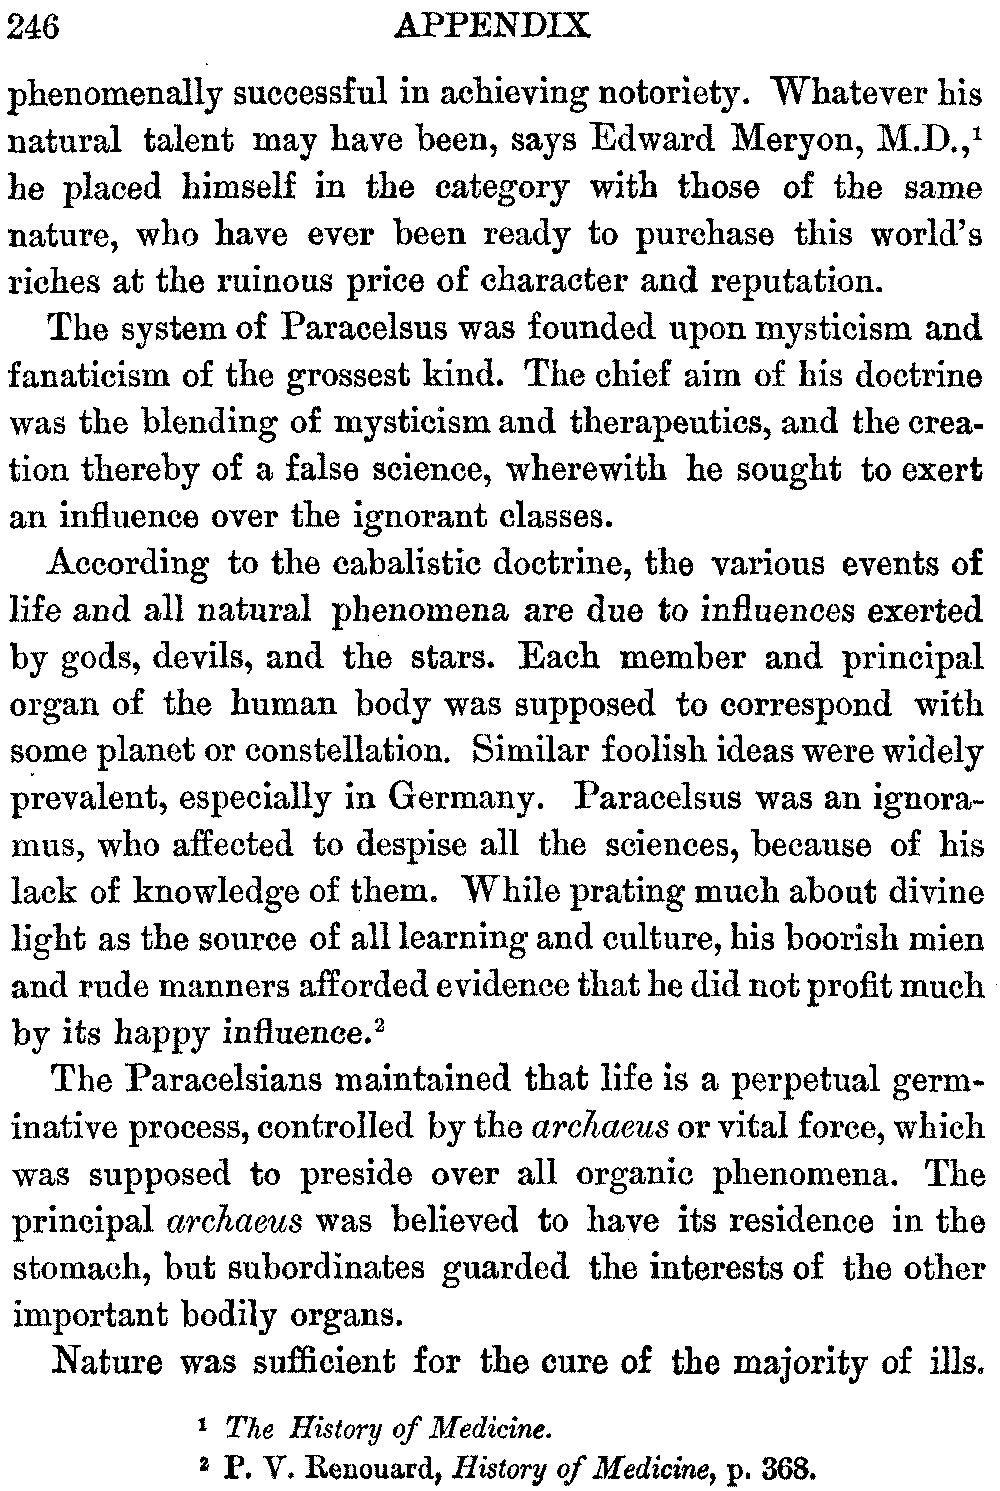 246 APPENDIX
phenomenally successful in achieving notoriety. Whatever his
natural talent may have been, says Edward Meryon, M.D.,¹
he placed himself in the category with those of the same
nature, who have ever been ready to purchase this world's
riches at the ruinous price of character and reputation.
The system of Paracelsus was founded upon mysticism and
fanaticism of the grossest kind. The chief aim of his doctrine
was the blending of mysticism and therapeutics, and the crea-
tion thereby of a false science, wherewith he sought to exert
an influence over the ignorant classes.
According to the cabalistic doctrine, the various events of
life and all natural phenomena are due to influences exerted
by gods, devils, and the stars. Each member and principal
organ of the human body was supposed to correspond with
some planet or constellation. Similar foolish ideas were widely
prevalent, especially in Germany. Paracelsus was an ignora-
mus, who affected to despise all the sciences, because of his
lack of knowledge of them. While prating much about divine
light as the source of all learning and culture, his boorish mien
and rude manners afforded evidence that he did not profit much
by its happy influence.²
The Paracelsians maintained that life is a perpetual germ-
inative process, controlled by the archaeus or vital force, which
was supposed to preside over all organic phenomena. The
principal archaeus was believed to have its residence in the
stomach, but subordinates guarded the interests of the other
important bodily organs.
Nature was sufficient for the cure of the majority of ills.
¹ The History of Medicine.
² P. V. Renouard, History of Medicine, p. 368.